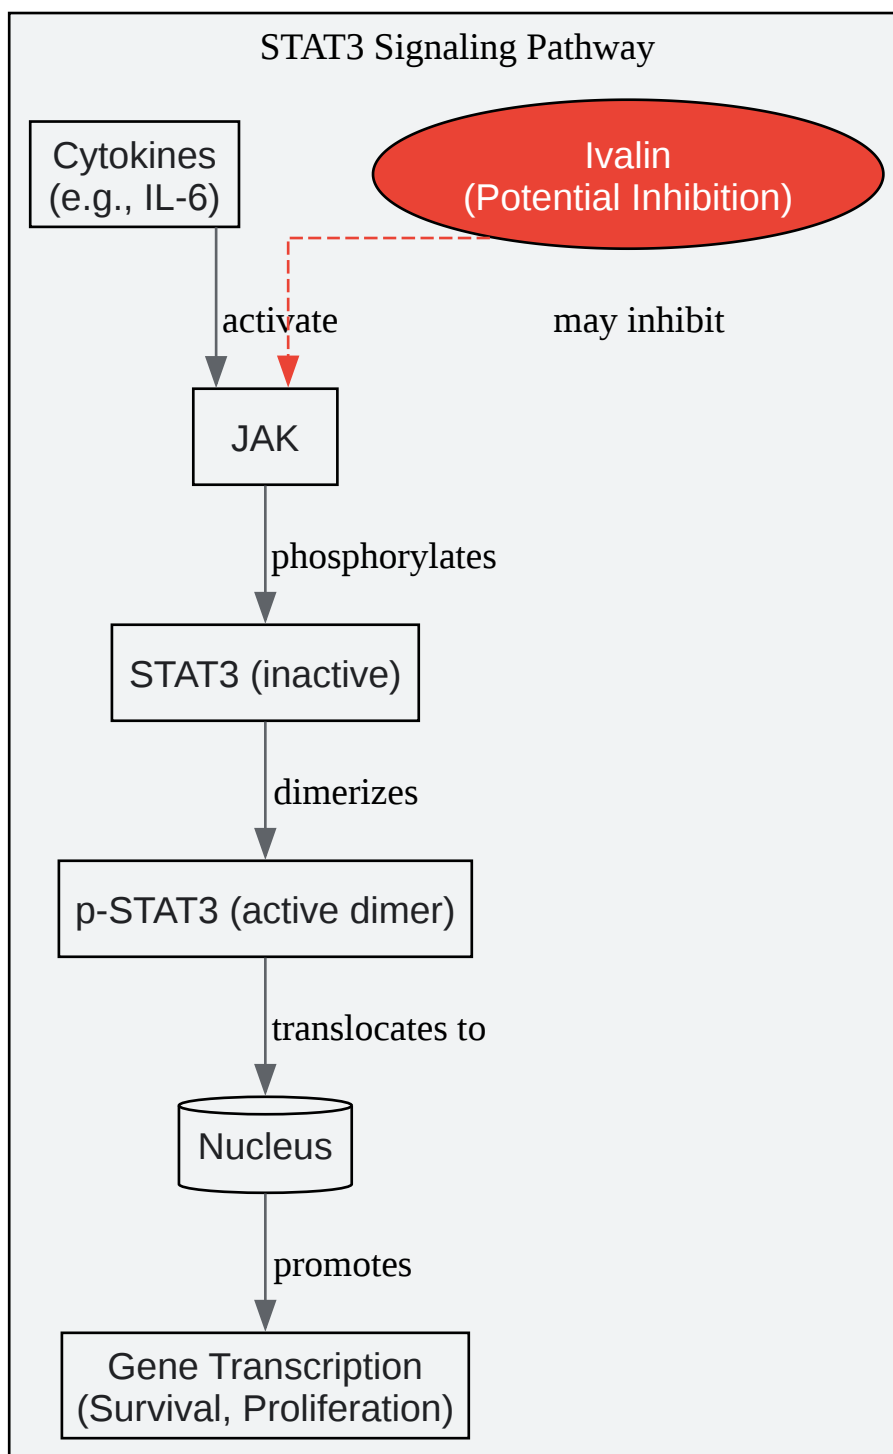 STAT3 Signaling Pathway
Cytokines
(e.g., IL-6)
Ivalin
(Potential Inhibition)
activate
may inhibit
JAK
phosphorylates
STAT3 (inactive)
dimerizes
p-STAT3 (active dimer)
translocates to
Nucleus
promotes
Gene Transcription
(Survival, Proliferation)